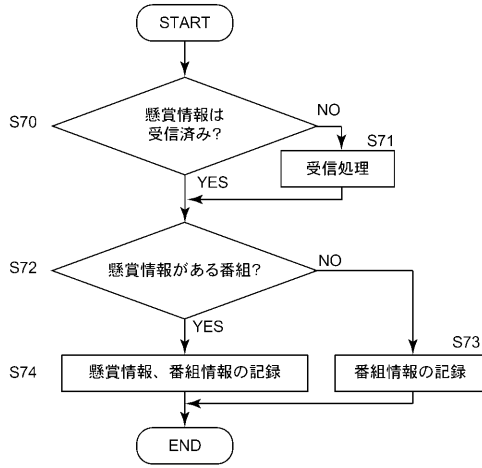 START
S70
懸賞情報は
受信済み?
NO
S71
受信処理
YES
S72
懸賞情報がある番組?
NO
YES
S73
S74
懸賞情報、番組情報の記録
番組情報の記録
END